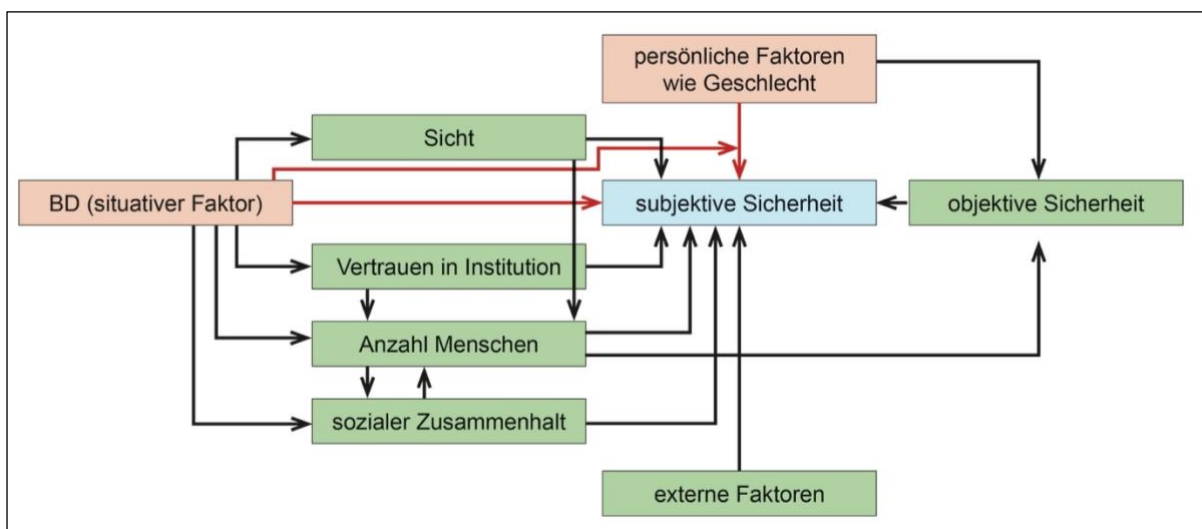 persönliche Faktoren
wie Geschlecht
Sicht
BD (situativer Faktor)
subjektive Sicherheit
objektive Sicherheit
Vertrauen in Institution
Anzahl Menschen
sozialer Zusammenhalt
externe Faktoren